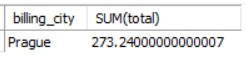 billing_city SUM(total)
Prague 273.24000000000007